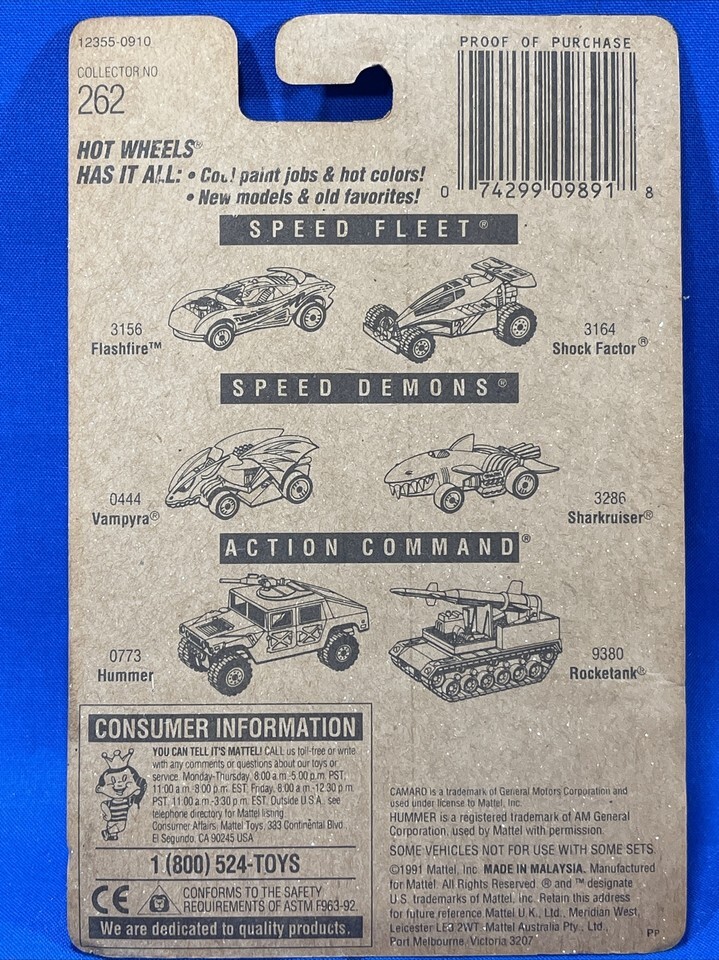 12355-0910
COLLECTOR NO
262
PROOF OF PURCHASE
0 74299 09891 8
HOT WHEELS®
HAS IT ALL: • Cool paint jobs & hot colors!
• New models & old favorites!
SPEED FLEET®
3156
Flashfire™
3164
Shock Factor®
SPEED DEMONS®
0444
Vampyra®
3286
Sharkruiser®
ACTION COMMAND®
0773
Hummer
9380
Rocketank®
CONSUMER INFORMATION
YOU CAN TELL IT'S MATTEL! CALL us toll-free or write
with any comments or questions about our toys or
service. Monday-Thursday, 8:00 a.m.-5:00 p.m. PST,
11:00 a.m.-8:00 p.m. EST. Friday, 8:00 a.m.-12:30 p.m.
PST, 11:00 a.m.-3:30 p.m. EST. Outside U.S.A., see
telephone directory for Mattel listing.
Consumer Affairs, Mattel Toys, 333 Continental Blvd.
El Segundo, CA 90245 USA
1 (800) 524-TOYS
CE CONFORMS TO THE SAFETY
REQUIREMENTS OF ASTM F963-92.
We are dedicated to quality products.
CAMARO is a trademark of General Motors Corporation and
used under license to Mattel, Inc.
HUMMER is a registered trademark of AM General
Corporation, used by Mattel with permission.
SOME VEHICLES NOT FOR USE WITH SOME SETS.
©1991 Mattel, Inc. MADE IN MALAYSIA. Manufactured
for Mattel. All Rights Reserved. ® and ™ designate
U.S. trademarks of Mattel, Inc. Retain this address
for future reference Mattel U.K., Ltd., Meridian West,
Leicester LE3 2WT. Mattel Australia Pty., Ltd.,
Port Melbourne, Victoria 3207
PP